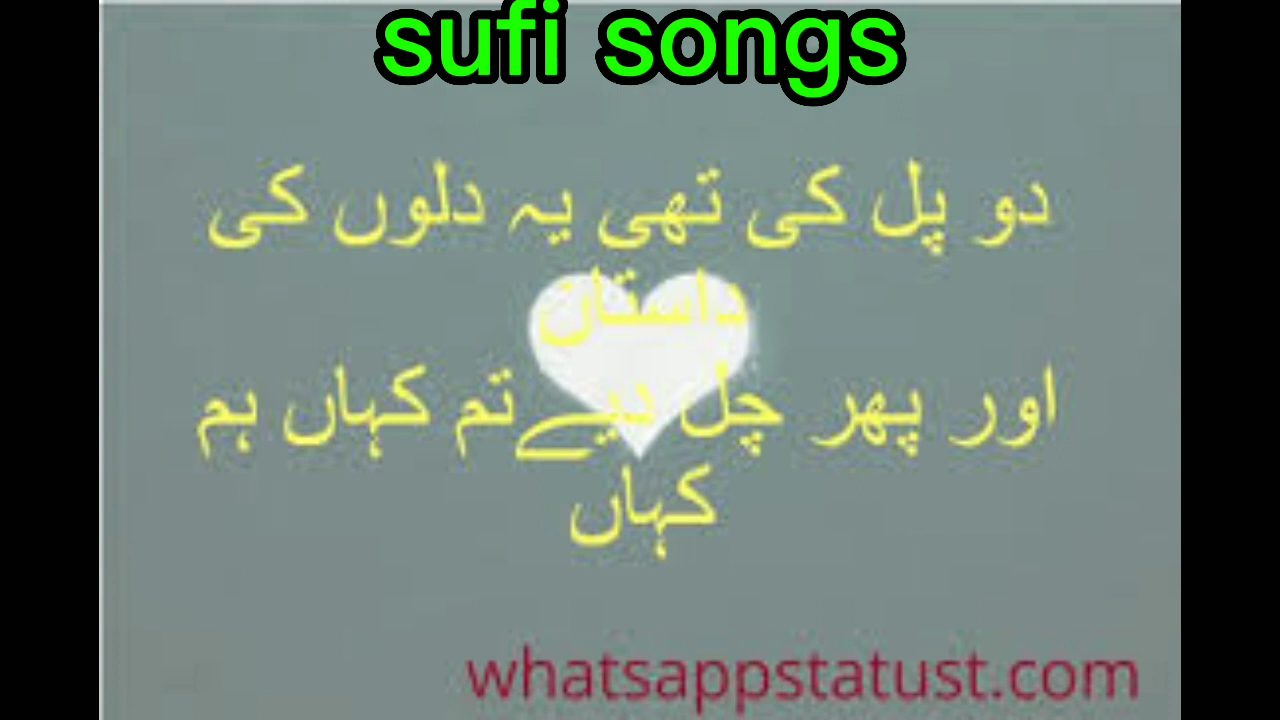 sufi songs
دو پل کی تھی یہ دلوں کی
داستان
اور پھر چل دیے تم کہاں ہم
کہاں
whatsappstatust.com